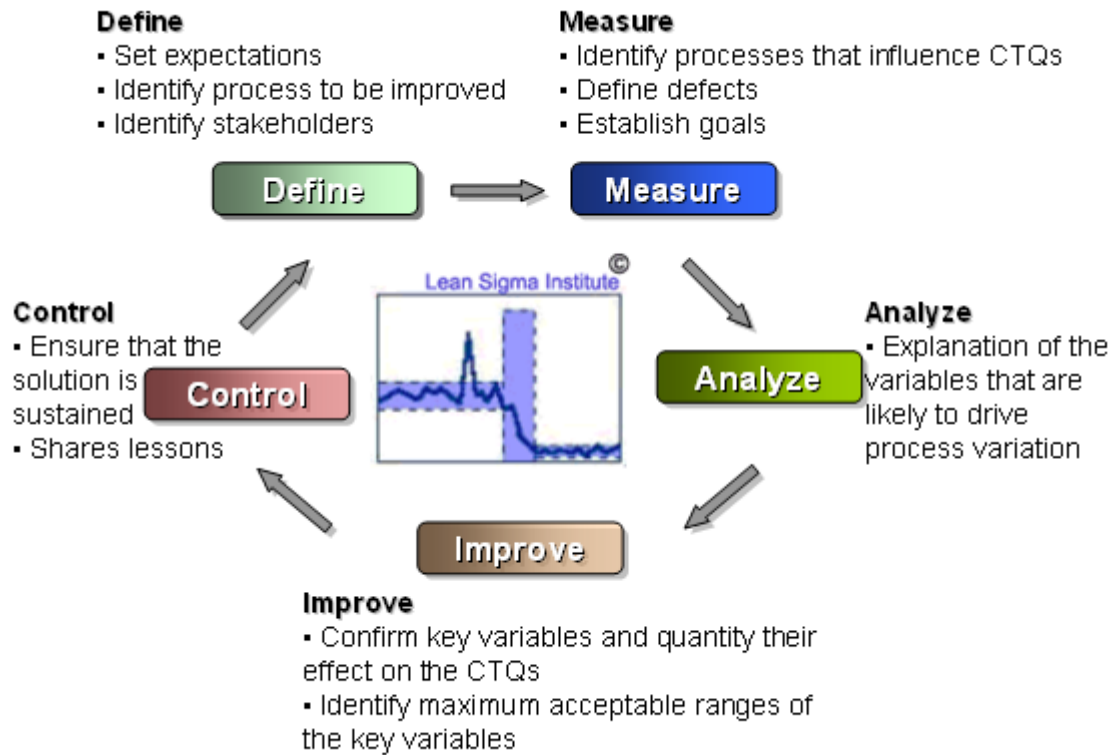 Define
▪ Set expectations
▪ Identify process to be improved
▪ Identify stakeholders
Measure
▪ Identify processes that influence CTQs
▪ Define defects
▪ Establish goals
Define
Measure
Lean Sigma Institute ©
Control
▪ Ensure that the
solution is
sustained
▪ Shares lessons
Control
Analyze
Analyze
▪ Explanation of the
variables that are
likely to drive
process variation
Improve
Improve
▪ Confirm key variables and quantity their
effect on the CTQs
▪ Identify maximum acceptable ranges of
the key variables